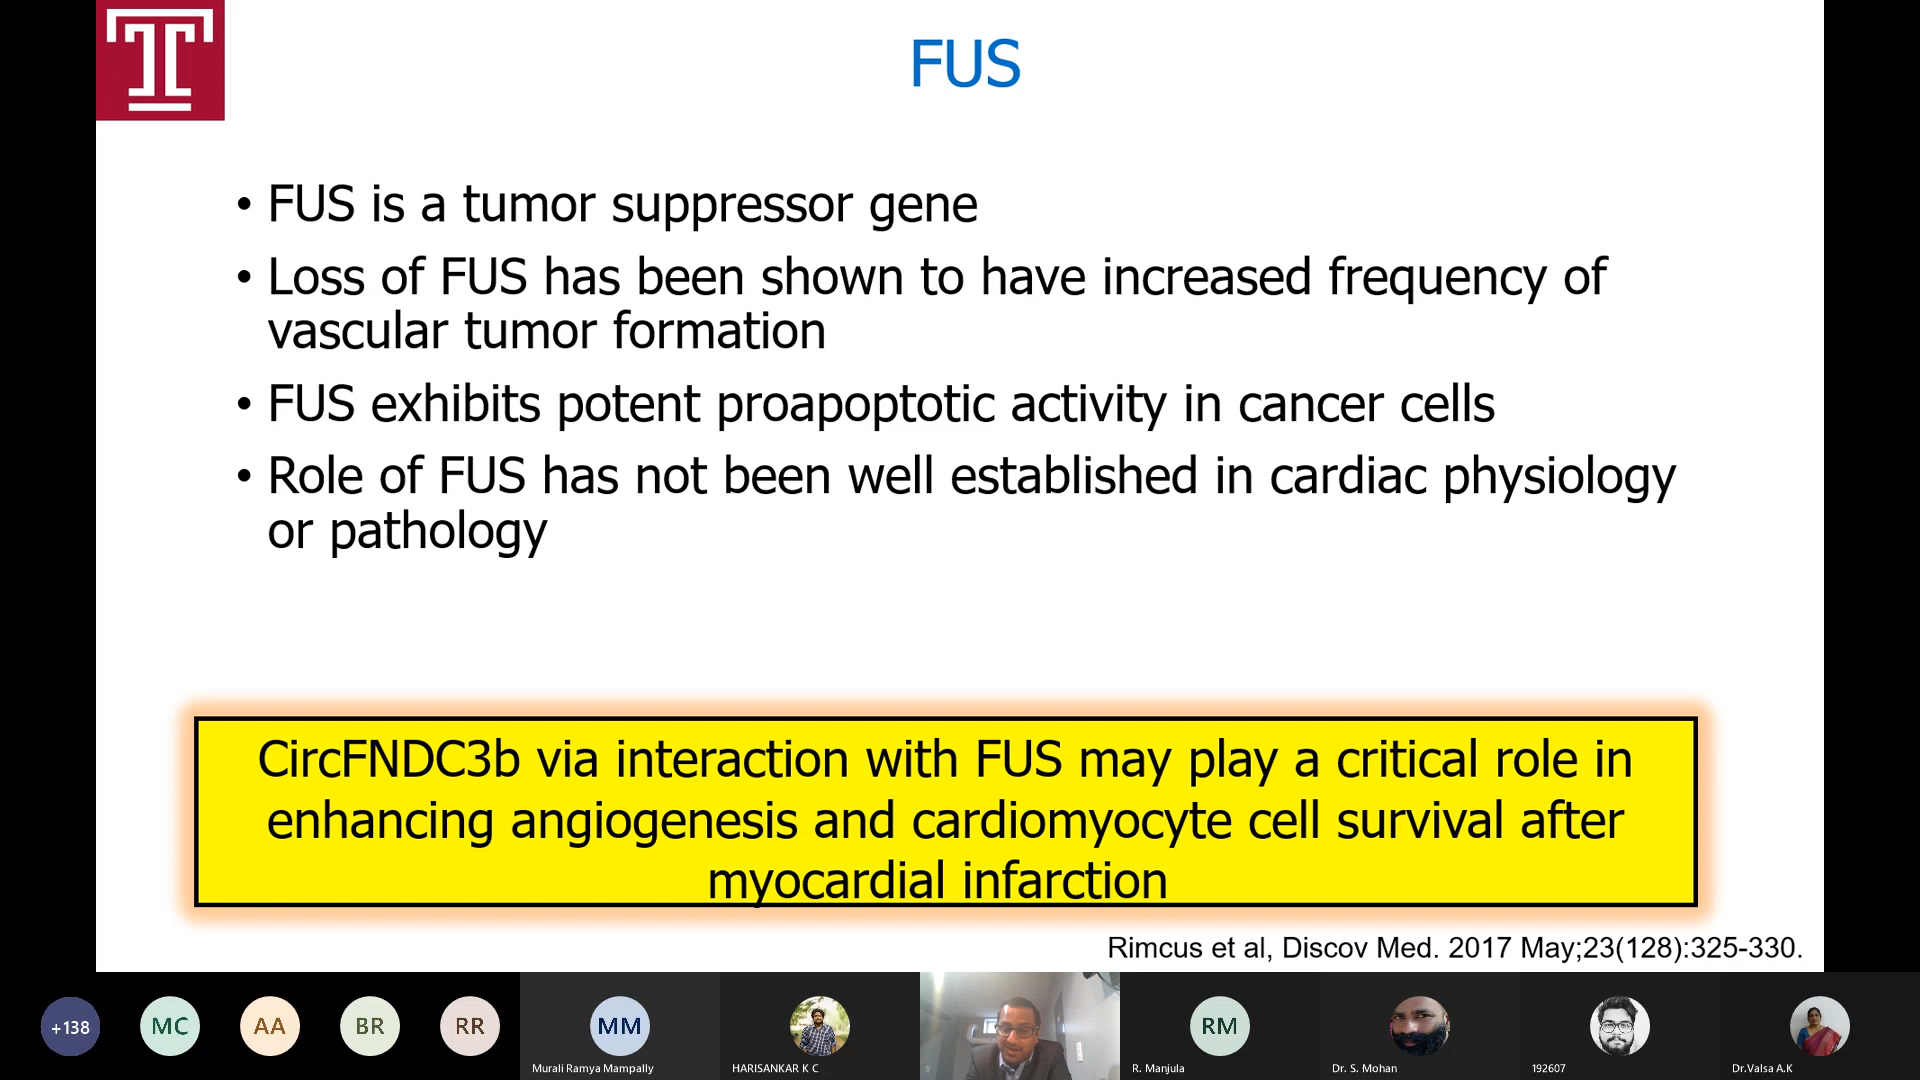 FUS
• FUS is a tumor suppressor gene
• Loss of FUS has been shown to have increased frequency of
vascular tumor formation
• FUS exhibits potent proapoptotic activity in cancer cells
• Role of FUS has not been well established in cardiac physiology
or pathology
CircFNDC3b via interaction with FUS may play a critical role in
enhancing angiogenesis and cardiomyocyte cell survival after
myocardial infarction
Rimcus et al, Discov Med. 2017 May;23(128):325-330.
+138
MC
AA
BR
RR
MM
Murali Ramya Mampally
HARISANKAR K C
RM
R. Manjula
Dr. S. Mohan
192607
Dr.Valsa A.K